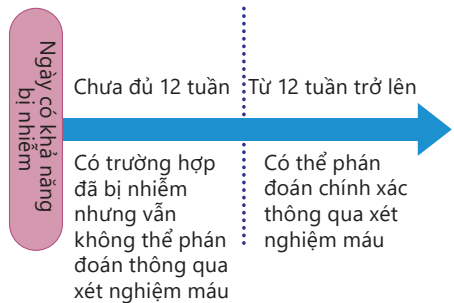 Ngày có khả năng
bị nhiễm
Chưa đủ 12 tuần
Từ 12 tuần trở lên
Có trường hợp
đã bị nhiễm
nhưng vẫn
không thể phán
đoán thông qua
xét nghiệm máu
Có thể phán
đoán chính xác
thông qua xét
nghiệm máu